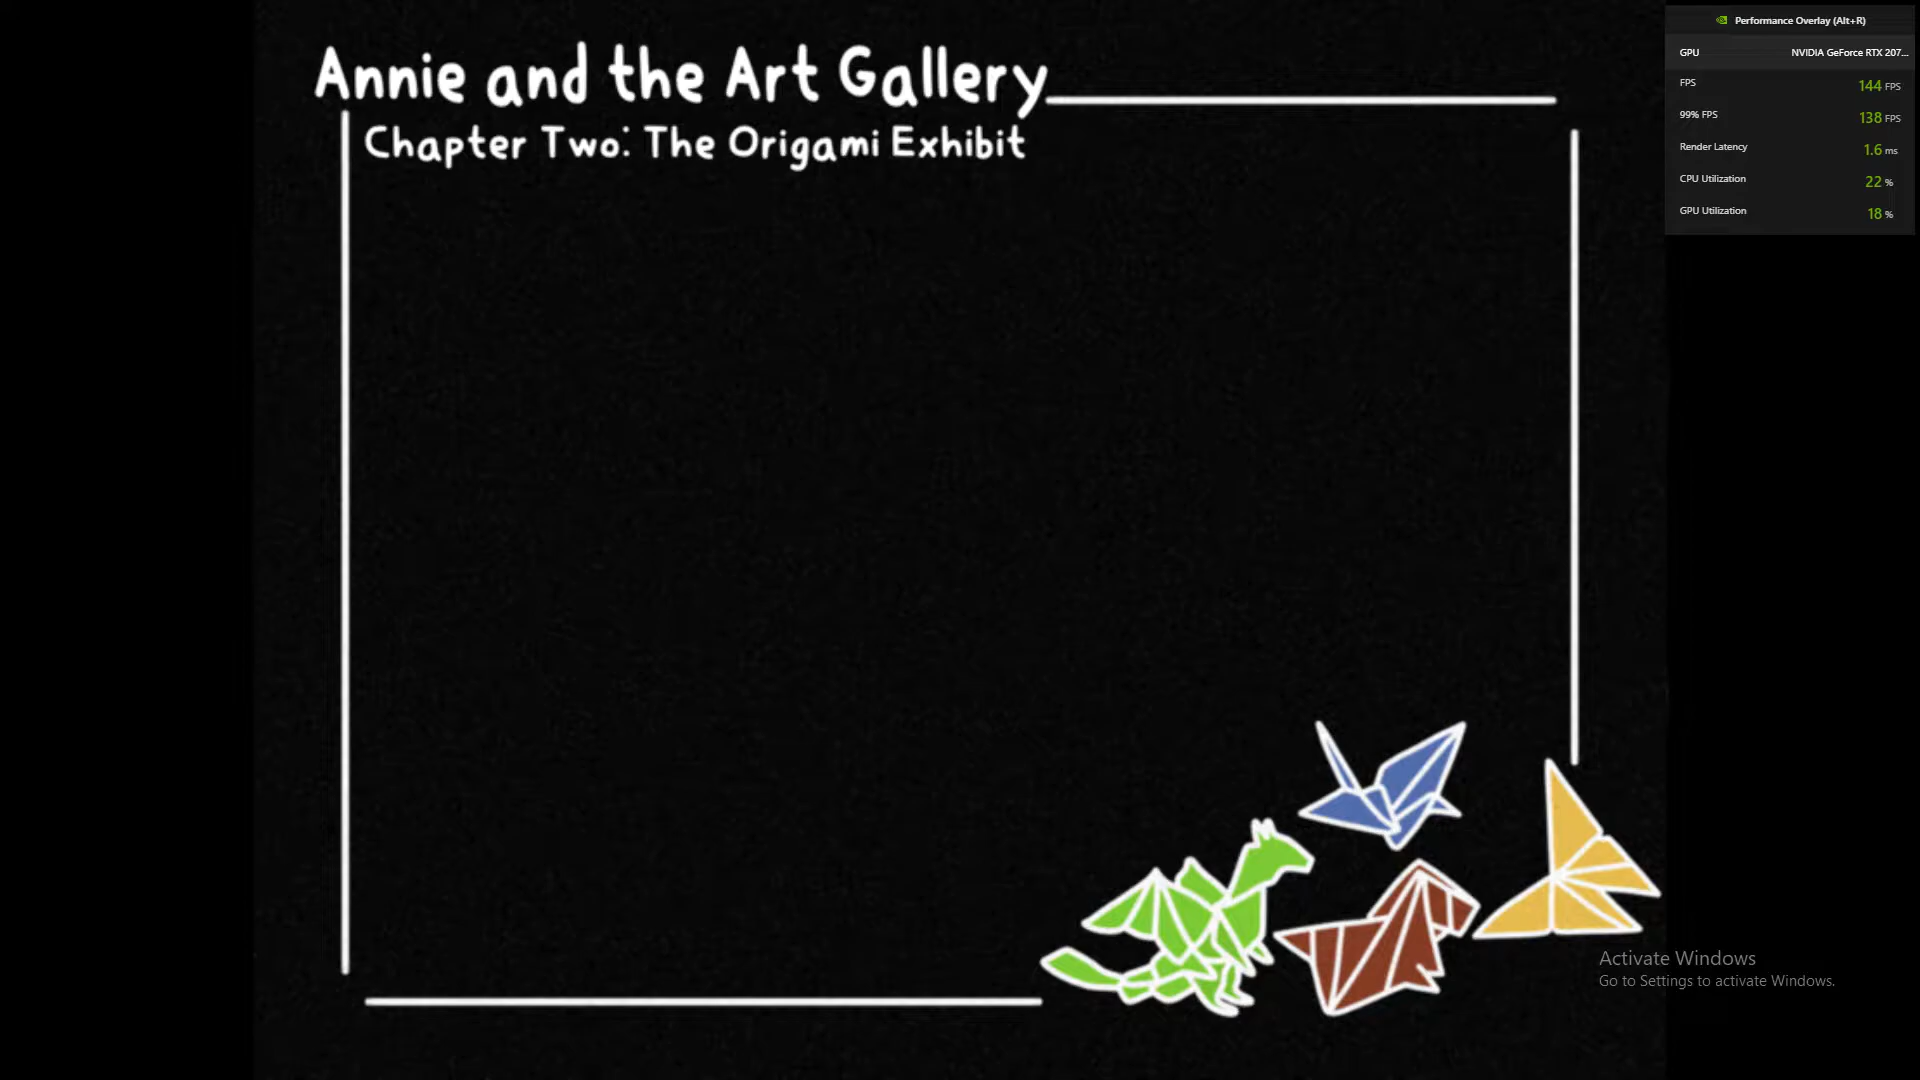 Annie and the Art Gallery
Chapter Two: The Origami Exhibit
Performance Overlay (Alt+R)
GPU NVIDIA GeForce RTX 207...
FPS 144 FPS
99% FPS 138 FPS
Render Latency 1.6 ms
CPU Utilization 22 %
GPU Utilization 18 %
Activate Windows
Go to Settings to activate Windows.